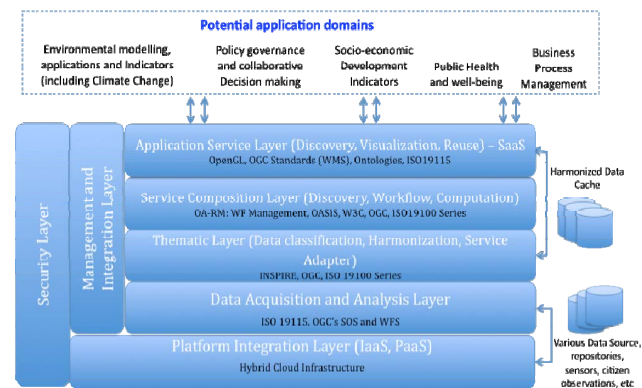 Potential application domains
Environmental modelling,
applications and Indicators
(including Climate Change)
Policy governance
and collaborative
Decision making
Socio-economic
Development
Indicators
Public Health
and well-being
Business
Process
Management
Security Layer
Management and
Integration Layer
Application Service Layer (Discovery, Visualization, Reuse) – SaaS
OpenGL, OGC Standards (WMS), Ontologies, ISO19115
Service Composition Layer (Discovery, Workflow, Computation)
OA-RM: WF Management, OASIS, W3C, OGC, ISO19100 Series
Thematic Layer (Data classification, Harmonization, Service
Adapter)
INSPIRE, OGC, ISO 19100 Series
Data Acquisition and Analysis Layer
ISO 19115, OGC's SOS and WFS
Platform Integration Layer (IaaS, PaaS)
Hybrid Cloud Infrastructure
Harmonized Data
Cache
Various Data Source,
repositories,
sensors, citizen
observations, etc